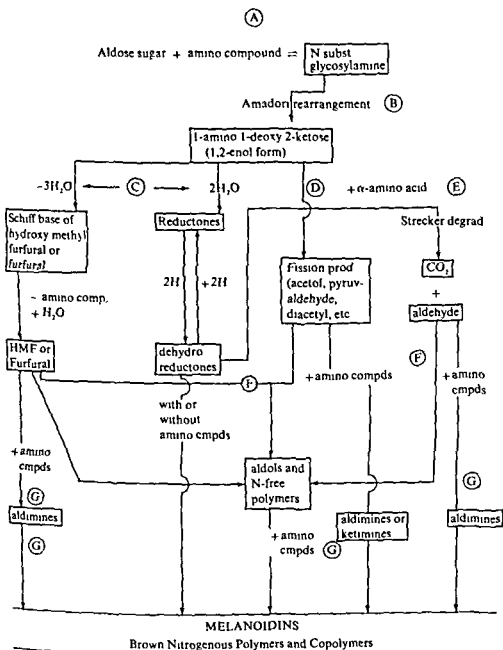 A
Aldose sugar + amino compound =
N subst
glycosylamine
Amadori rearrangement
B
1-amino 1-deoxy 2-ketose
(1,2-enol form)
-3H₂O
C
2H₂O
D
+ α-amino acid
E
Schiff base of
hydroxy methyl
furfural or
furfural
Reductones
Strecker degrad
Fission prod
(acetol, pyruv-
aldehyde,
diacetyl, etc
CO₂
+
aldehyde
2H
+ 2H
- amino comp.
+ H₂O
HMF or
Furfural
dehydro
reductones
F
F
+ amino compds
+ amino
cmpds
with or
without
amino cmpds
+ amino
cmpds
aldols and
N-free
polymers
G
G
aldimines
+ amino
cmpds
G
aldimines or
ketimines
aldimines
G
MELANOIDINS
Brown Nitrogenous Polymers and Copolymers